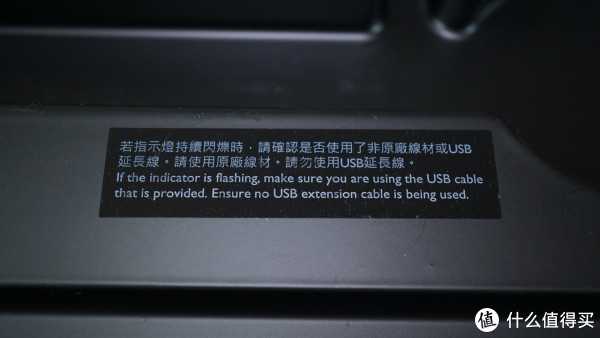 若指示燈持續閃爍時，請確認是否使用了非原廠線材或USB
延長線。請使用原廠線材。請勿使用USB延長線。
If the indicator is flashing, make sure you are using the USB cable
that is provided. Ensure no USB extension cable is being used.
值 什么值得买